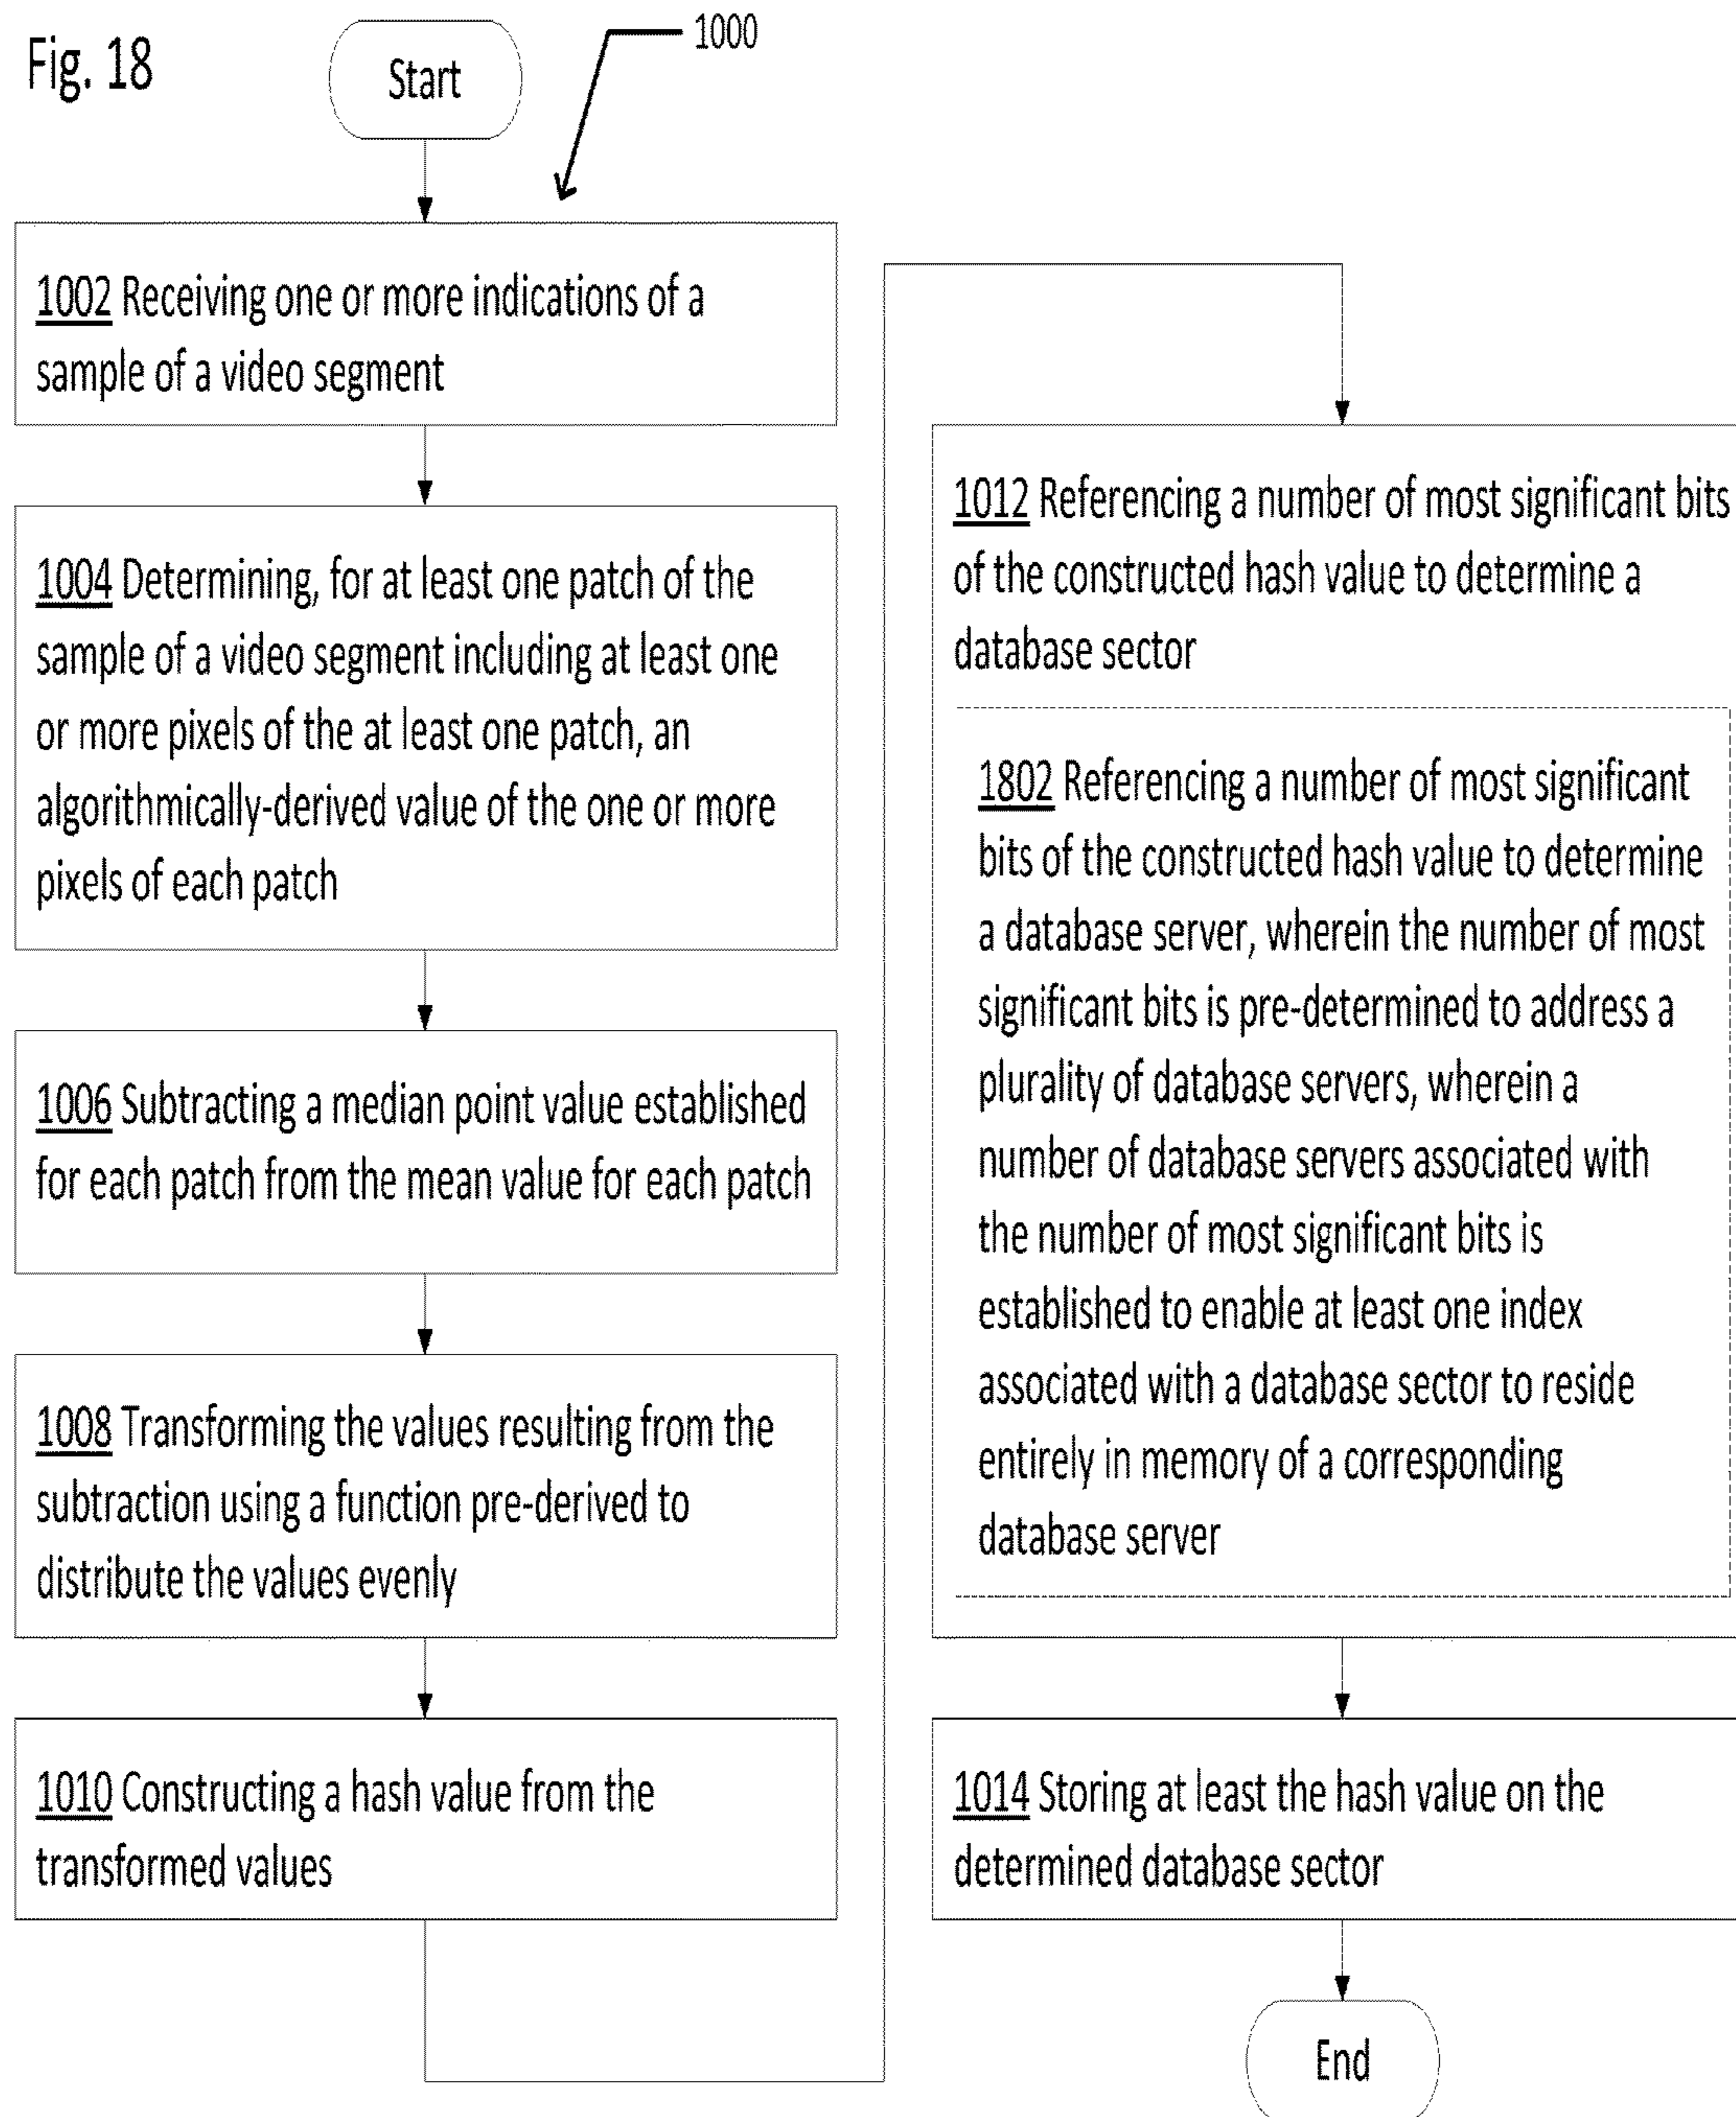 Fig. 18
Start
1000
1002 Receiving one or more indications of a
sample of a video segment
1004 Determining, for at least one patch of the
sample of a video segment including at least one
or more pixels of the at least one patch, an
algorithmically-derived value of the one or more
pixels of each patch
1006 Subtracting a median point value established
for each patch from the mean value for each patch
1008 Transforming the values resulting from the
subtraction using a function pre-derived to
distribute the values evenly
1010 Constructing a hash value from the
transformed values
1012 Referencing a number of most significant bits
of the constructed hash value to determine a
database sector
1802 Referencing a number of most significant
bits of the constructed hash value to determine
a database server, wherein the number of most
significant bits is pre-determined to address a
plurality of database servers, wherein a
number of database servers associated with
the number of most significant bits is
established to enable at least one index
associated with a database sector to reside
entirely in memory of a corresponding
database server
1014 Storing at least the hash value on the
determined database sector
End